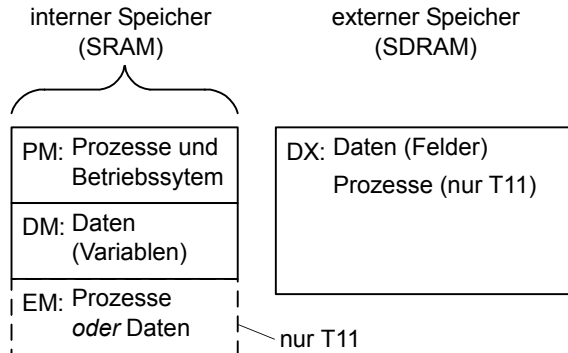 interner Speicher
(SRAM)
externer Speicher
(SDRAM)
PM: Prozesse und
Betriebssytem
DM: Daten
(Variablen)
EM: Prozesse
oder Daten
nur T11
DX: Daten (Felder)
Prozesse (nur T11)